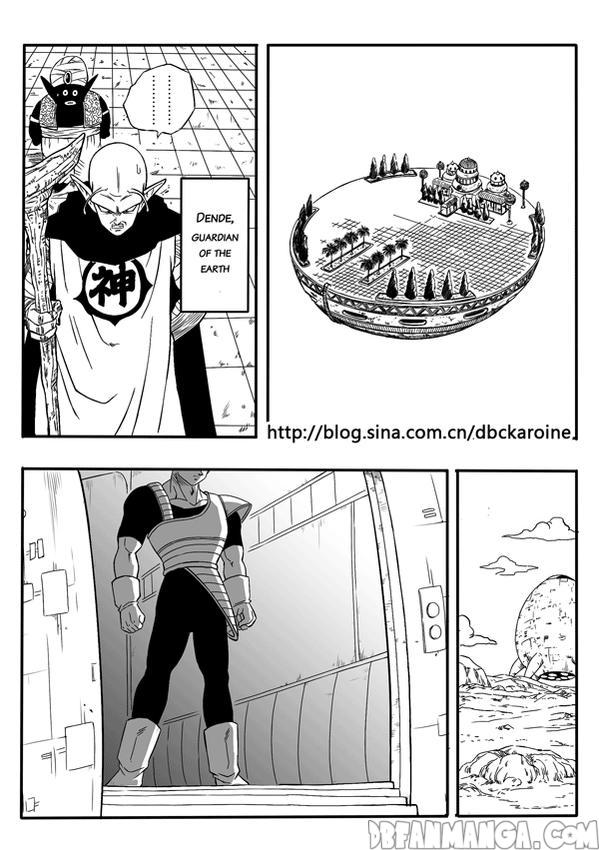 .........
DENDE,
GUARDIAN
OF THE
EARTH
神
http://blog.sina.com.cn/dbckaroine
DBFANMANGA.COM